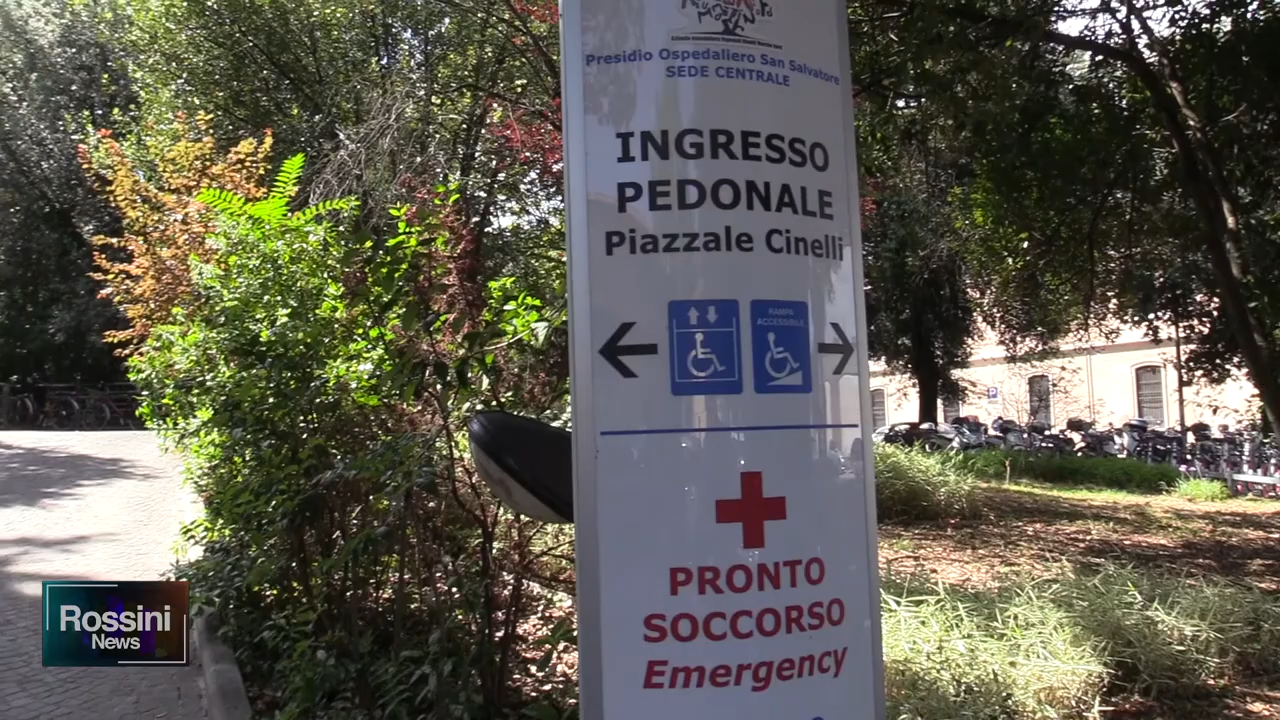 Presidio Ospedaliero San Salvatore
SEDE CENTRALE
INGRESSO
PEDONALE
Piazzale Cinelli
RAMPA
ACCESSIBILE
PRONTO
SOCCORSO
Emergency
Rossini
News